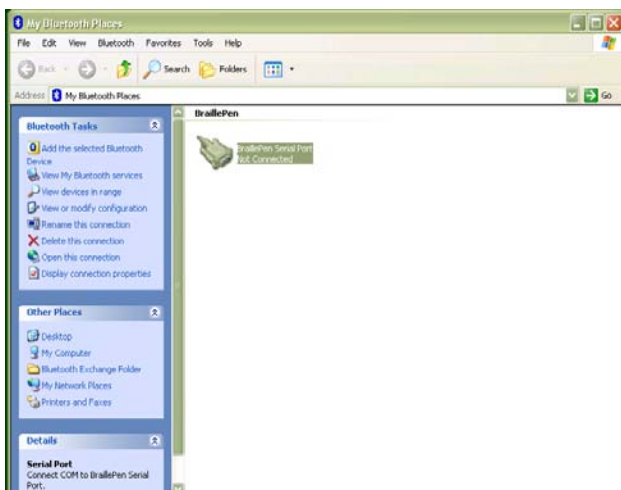 My Bluetooth Places
File Edit View Bluetooth Favorites Tools Help
Back Search Folders
Address My Bluetooth Places Go
BraillePen
BraillePen Serial Port
Not Connected
Bluetooth Tasks
Add the selected Bluetooth
Device
View My Bluetooth services
View devices in range
View or modify configuration
Rename this connection
Delete this connection
Open this connection
Display connection properties
Other Places
Desktop
My Computer
Bluetooth Exchange Folder
My Network Places
Printers and Faxes
Details
Serial Port
Connect COM to BraillePen Serial
Port.